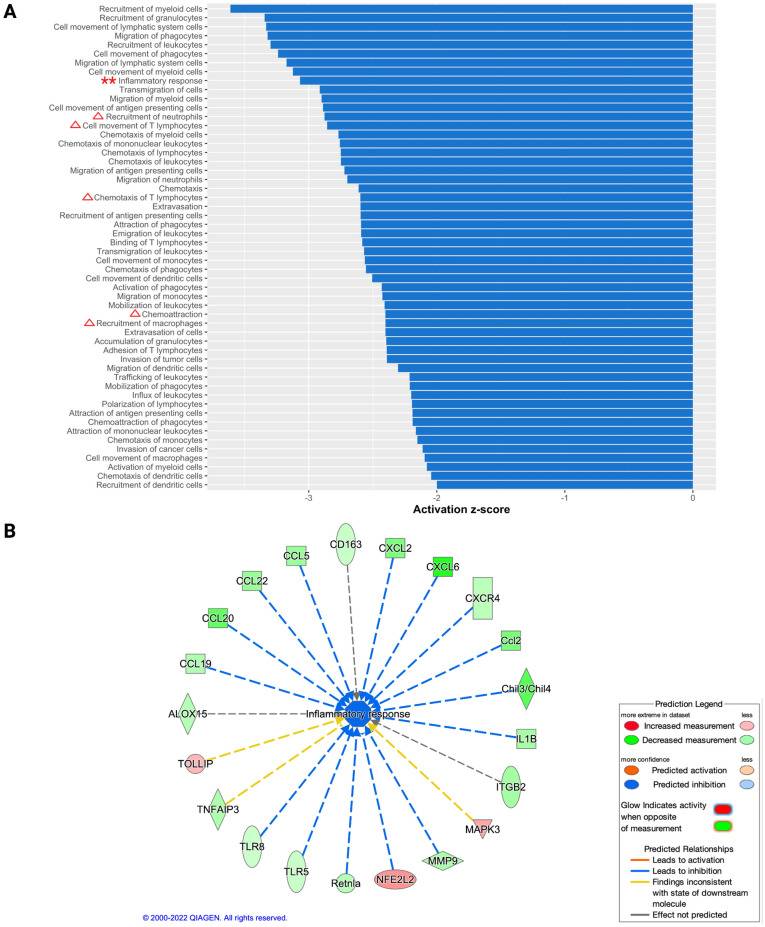 A
Recruitment of myeloid cells
Recruitment of granulocytes
Cell movement of lymphatic system cells
Migration of phagocytes
Recruitment of leukocytes
Cell movement of phagocytes
Migration of lymphatic system cells
Cell movement of myeloid cells
** Inflammatory response
Transmigration of cells
Migration of myeloid cells
Cell movement of antigen presenting cells
△ Recruitment of neutrophils
△ Cell movement of T lymphocytes
Chemotaxis of myeloid cells
Chemotaxis of mononuclear leukocytes
Chemotaxis of lymphocytes
Chemotaxis of leukocytes
Migration of antigen presenting cells
Migration of neutrophils
Chemotaxis
△ Chemotaxis of T lymphocytes
Extravasation
Recruitment of antigen presenting cells
Attraction of phagocytes
Emigration of leukocytes
Binding of T lymphocytes
Transmigration of leukocytes
Cell movement of monocytes
Chemotaxis of phagocytes
Cell movement of dendritic cells
Activation of phagocytes
Migration of monocytes
Mobilization of leukocytes
△ Chemoattraction
△ Recruitment of macrophages
Extravasation of cells
Accumulation of granulocytes
Adhesion of T lymphocytes
Invasion of tumor cells
Migration of dendritic cells
Trafficking of leukocytes
Mobilization of phagocytes
Influx of leukocytes
Polarization of lymphocytes
Attraction of antigen presenting cells
Chemoattraction of phagocytes
Attraction of mononuclear leukocytes
Chemotaxis of monocytes
Invasion of cancer cells
Cell movement of macrophages
Activation of myeloid cells
Chemotaxis of dendritic cells
Recruitment of dendritic cells
-3 -2 -1 0
Activation z-score
B
CD163
CXCL2
CCL5
CXCL6
CCL22
CXCR4
CCL20
Ccl2
CCL19
Chil3/Chil4
ALOX15
Inflammatory response
IL1B
TOLLIP
ITGB2
TNFAIP3
MAPK3
TLR8
MMP9
TLR5
Retnla
NFE2L2
Prediction Legend
more extreme in dataset less
Increased measurement
Decreased measurement
more confidence less
Predicted activation
Predicted inhibition
Glow Indicates activity
when opposite
of measurement
Predicted Relationships
Leads to activation
Leads to inhibition
Findings inconsistent
with state of downstream
molecule
Effect not predicted
© 2000-2022 QIAGEN. All rights reserved.